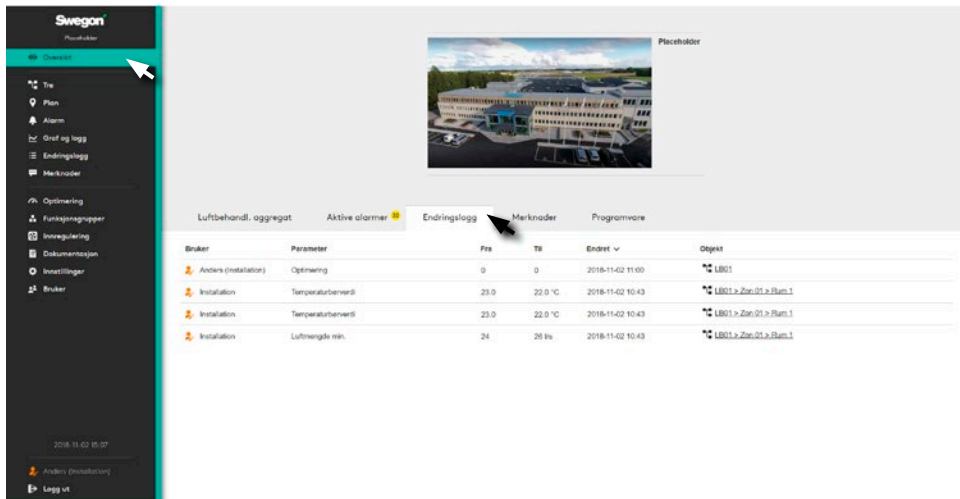 Swegon
Placeholder
Oversikt
Tre
Plan
Alarm
Graf og logg
Endringslogg
Merknader
Optimering
Funksjonsgrupper
Innregulering
Dokumentasjon
Innstillinger
Bruker
2018-11-02 15:07
Anders (Installation)
Logg ut
Placeholder
Luftbehandl. aggregat Aktive alarmer Endringslogg Merknader Programvare
Bruker Parameter Fra Til Endret Objekt
Anders (Installation) Optimering 0 0 2018-11-02 11:00 LB01
Installation Temperaturbørverdi 23.0 22.0 °C 2018-11-02 10:43 LB01 > Zon 01 > Rum 1
Installation Temperaturbørverdi 23.0 22.0 °C 2018-11-02 10:43 LB01 > Zon 01 > Rum 1
Installation Luftmengde min. 24 26 l/s 2018-11-02 10:43 LB01 > Zon 01 > Rum 1